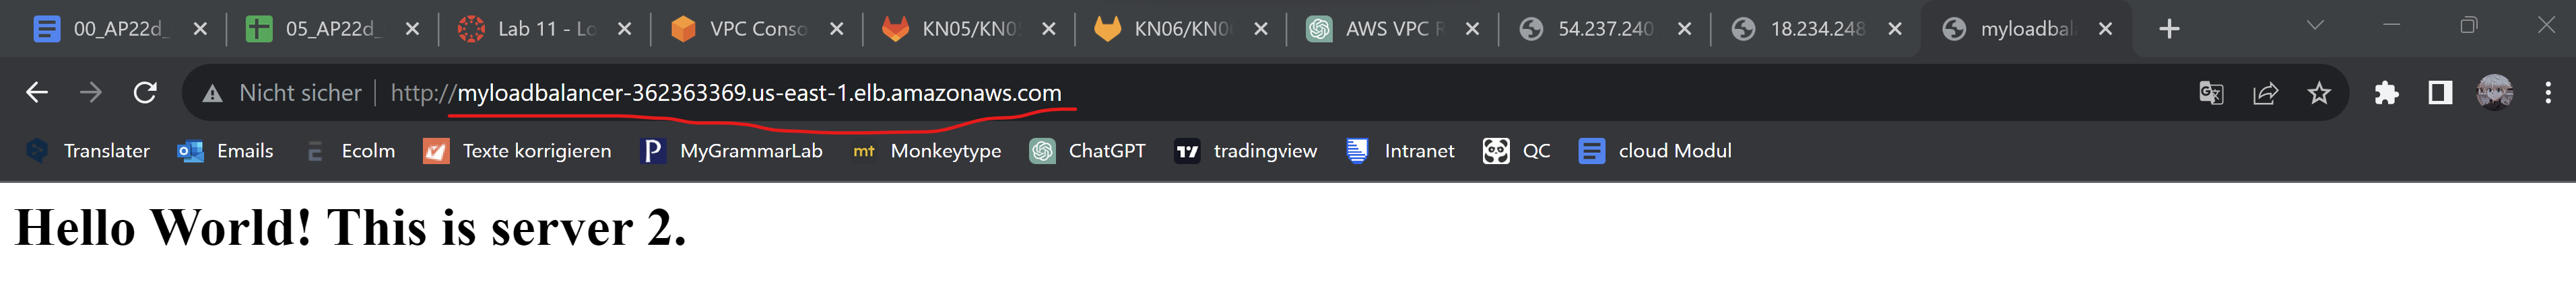 00_AP22d_ 05_AP22d_ Lab 11 - Lo VPC Conso KN05/KN0 KN06/KN0 AWS VPC R 54.237.240 18.234.248 myloadbal
Nicht sicher http://myloadbalancer-362363369.us-east-1.elb.amazonaws.com
Translater Emails E Ecolm Texte korrigieren P MyGrammarLab mt Monkeytype ChatGPT tradingview Intranet QC cloud Modul
Hello World! This is server 2.